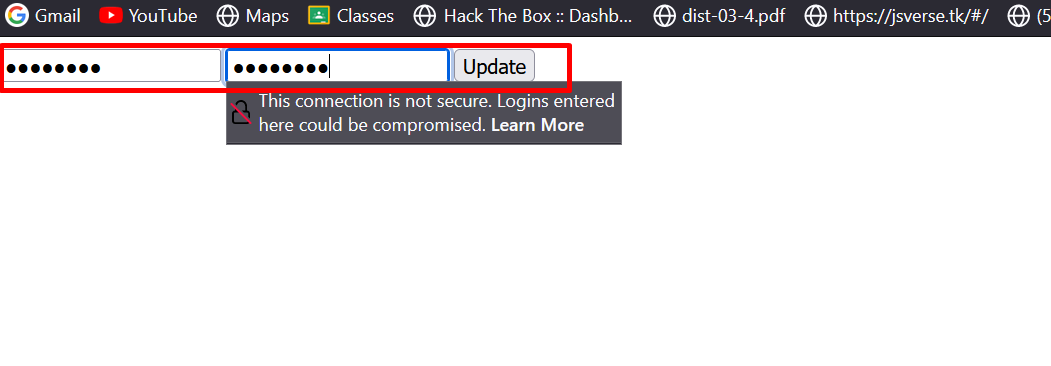 Gmail YouTube Maps Classes Hack The Box :: Dashb... dist-03-4.pdf https://jsverse.tk/#/ (5
●●●●●●●● ●●●●●●●● Update
This connection is not secure. Logins entered
here could be compromised. Learn More